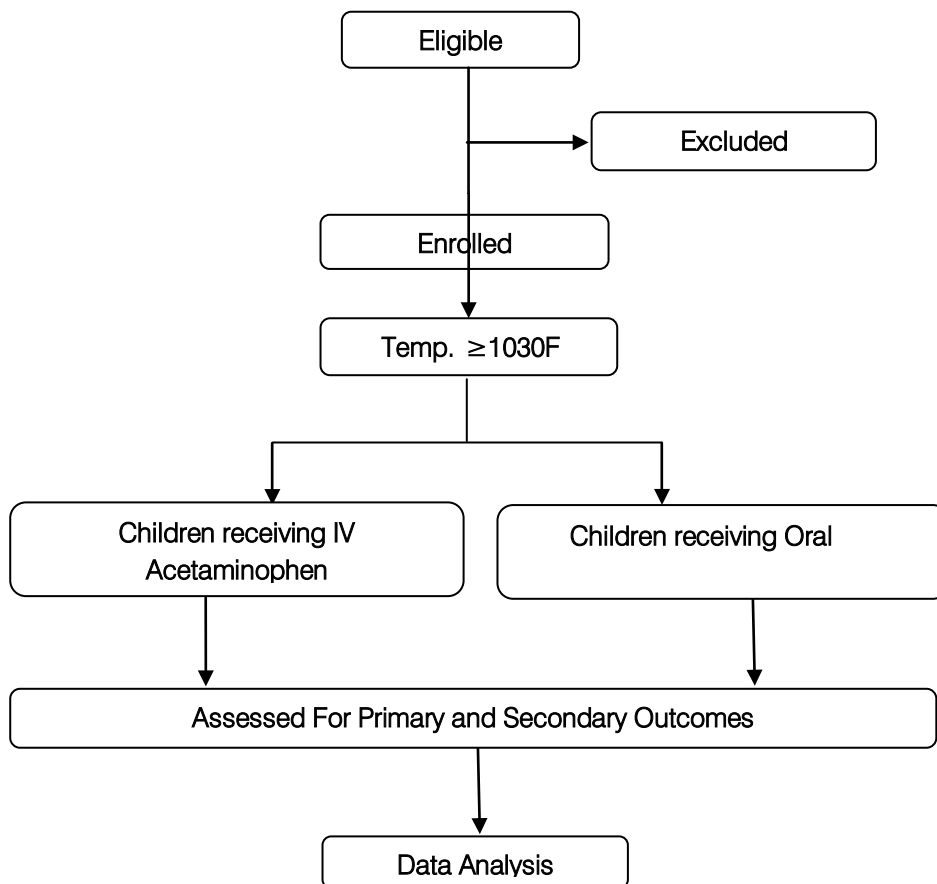 Eligible
Excluded
Enrolled
Temp. ≥1030F
Children receiving IV
Acetaminophen
Children receiving Oral
Assessed For Primary and Secondary Outcomes
Data Analysis